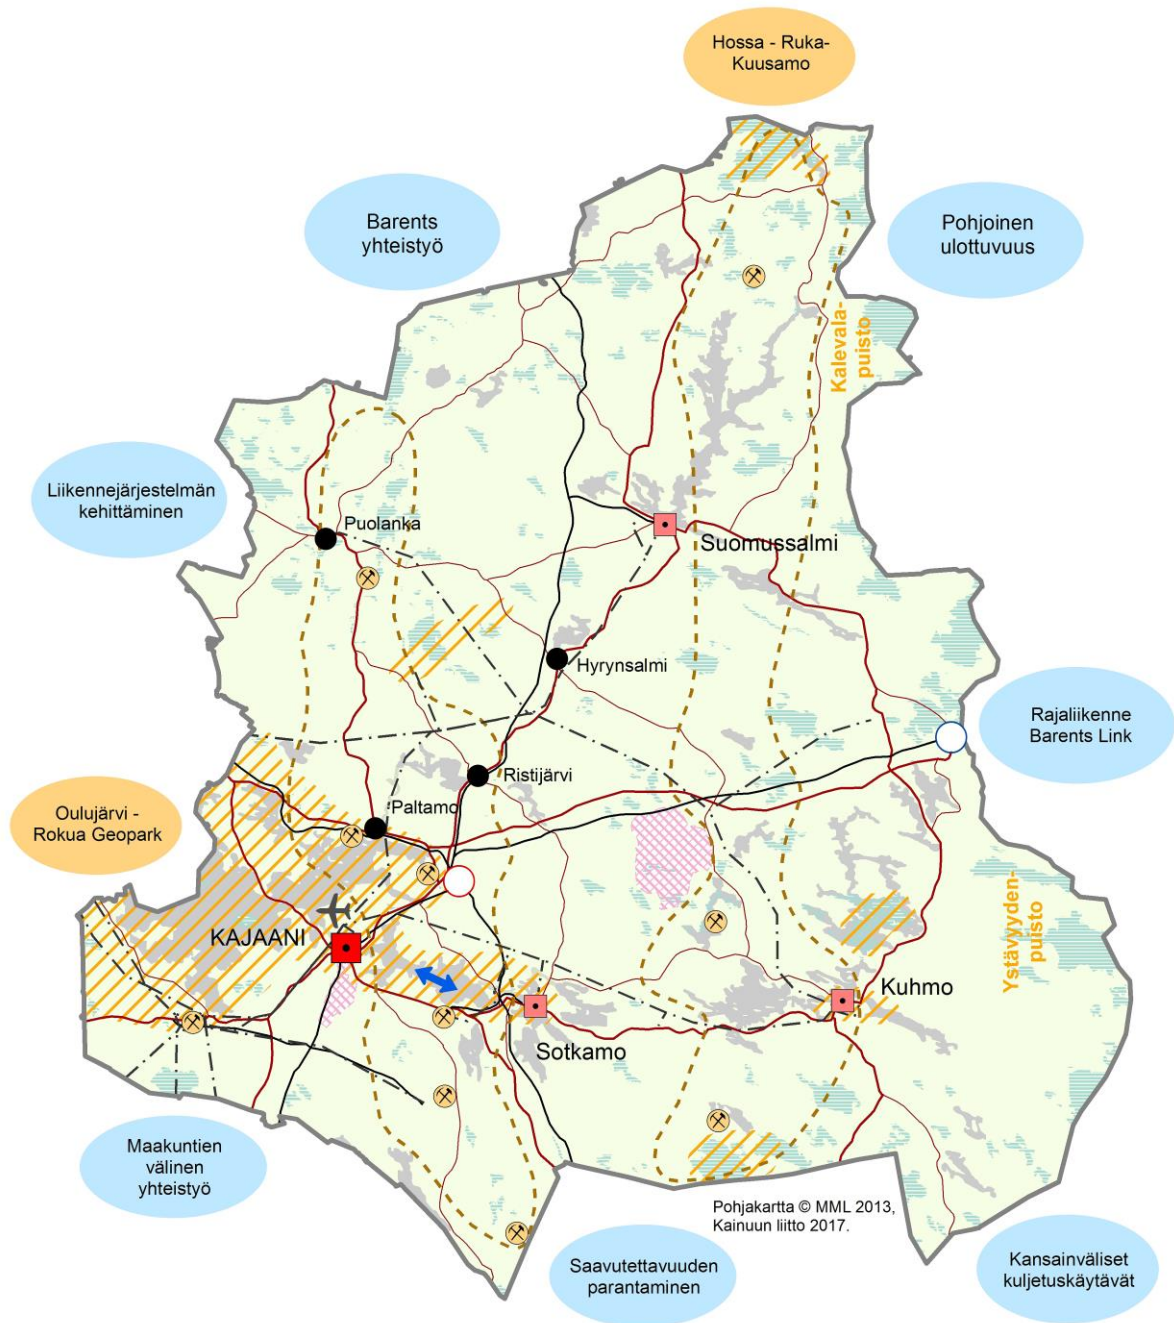 Hossa - Ruka-
Kuusamo
Barents
yhteistyö
Pohjoinen
ulottuvuus
Kalevala-
puisto
Liikennejärjestelmän
kehittäminen
Puolanka
Suomussalmi
Hyrynsalmi
Rajaliikenne
Barents Link
Ristijärvi
Paltamo
Oulujärvi -
Rokua Geopark
KAJAANI
Ystävyyden-
puisto
Kuhmo
Sotkamo
Maakuntien
välinen
yhteistyö
Pohjakartta © MML 2013,
Kainuun liitto 2017.
Saavutettavuuden
parantaminen
Kansainväliset
kuljetuskäytävät